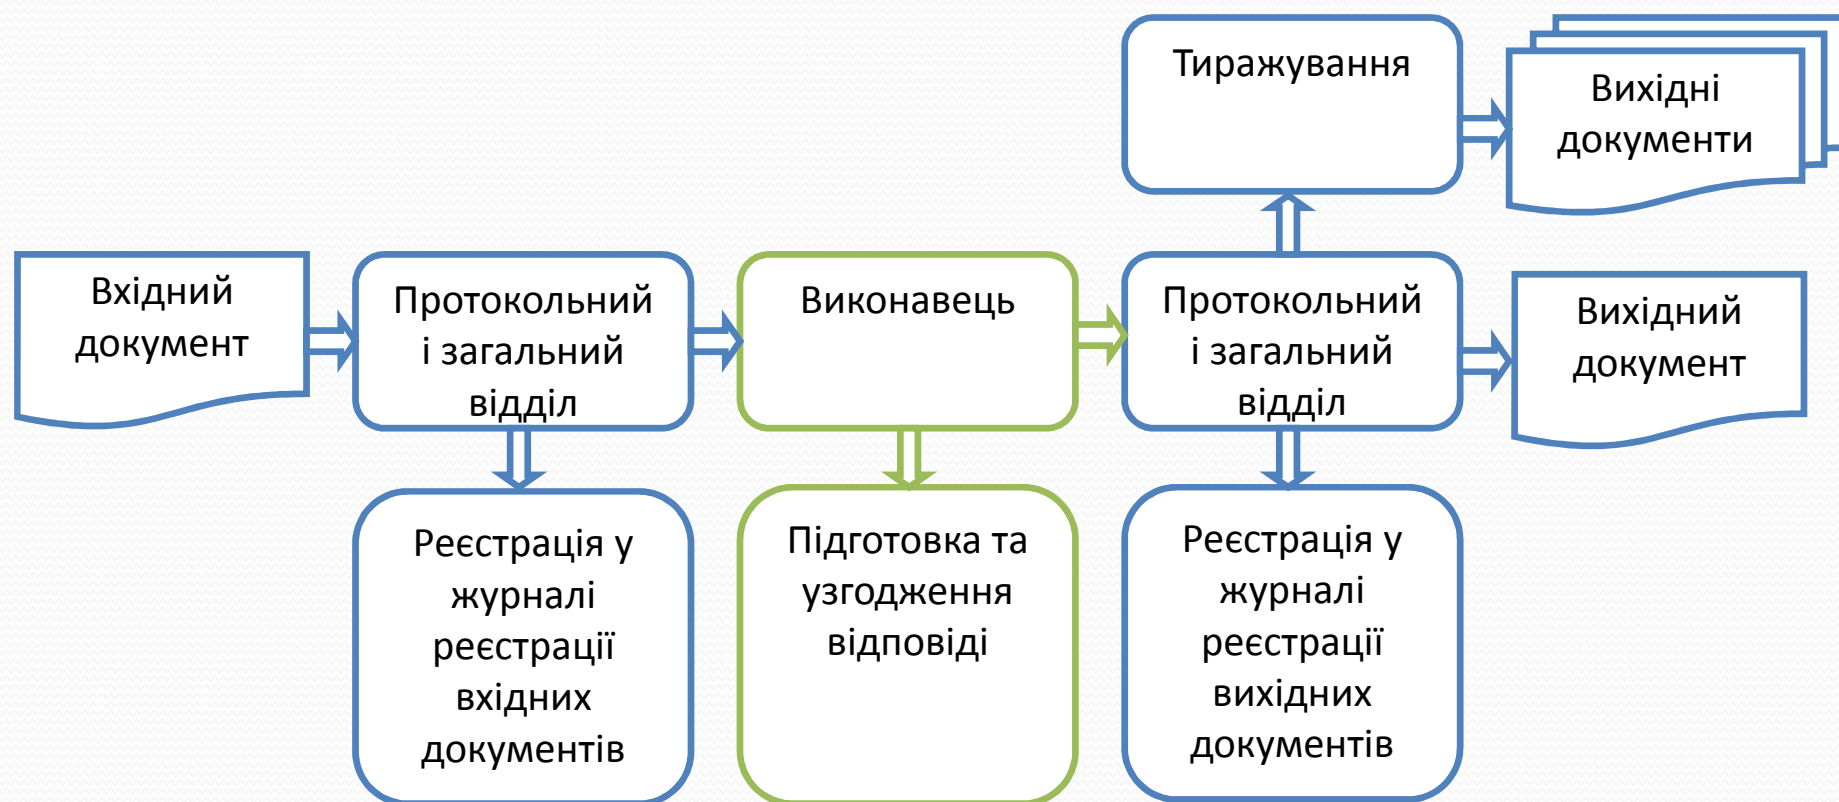 Тиражування
Вихідні
документи
Вхідний
документ
Протокольний
і загальний
відділ
Виконавець
Протокольний
і загальний
відділ
Вихідний
документ
Реєстрація у
журналі
реєстрації
вхідних
документів
Підготовка та
узгодження
відповіді
Реєстрація у
журналі
реєстрації
вихідних
документів